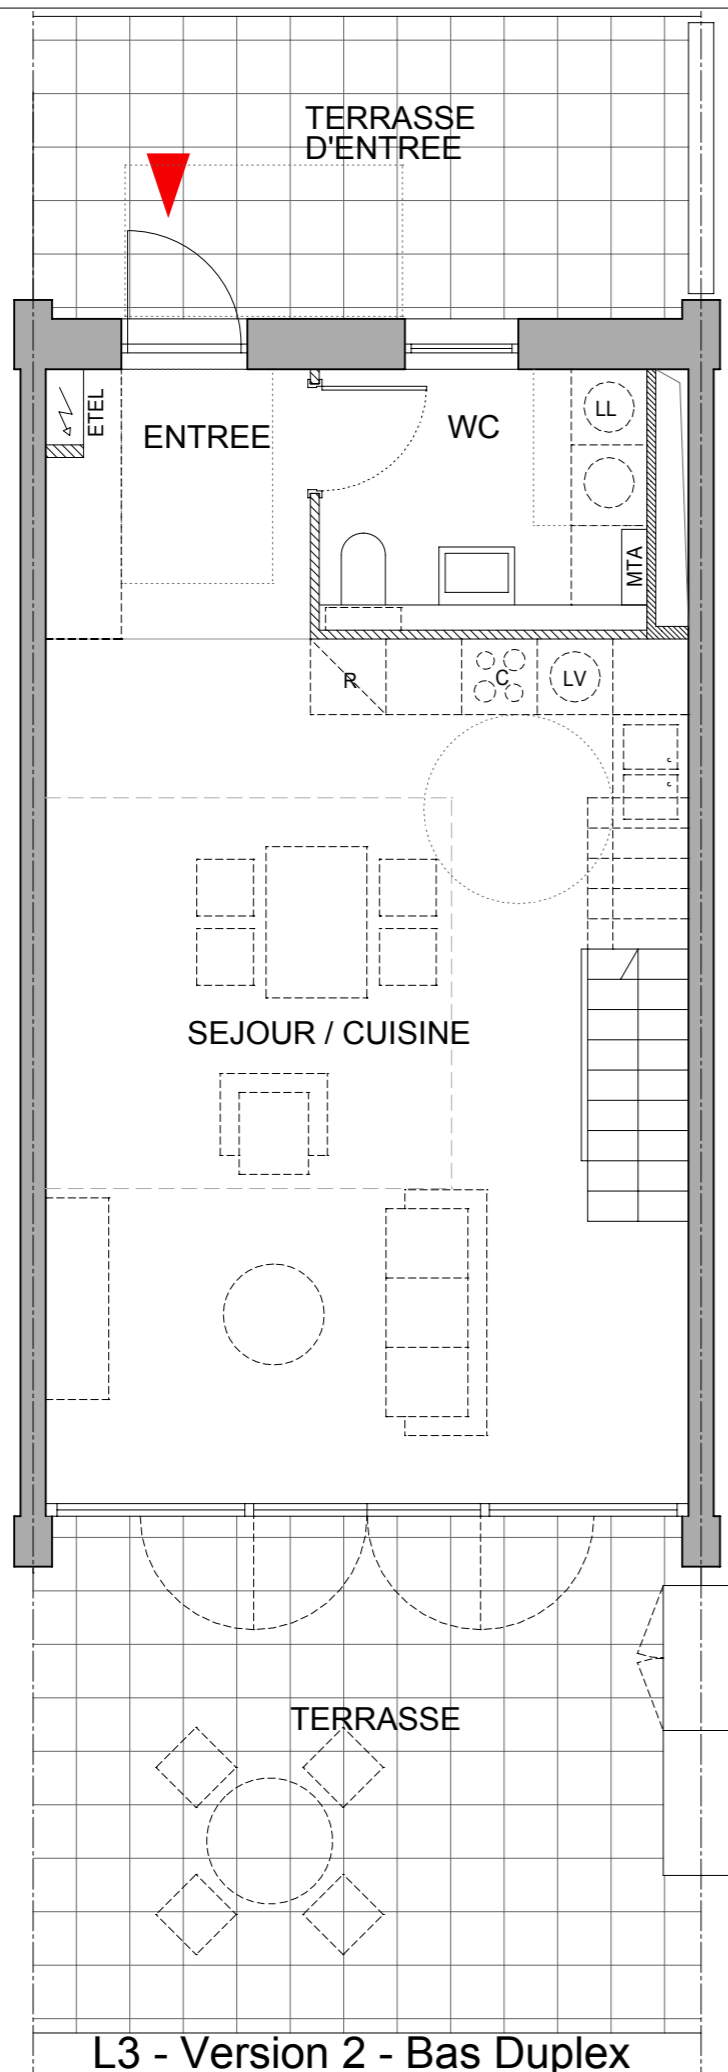 TERRASSE
D'ENTREE
ETEL
ENTREE
WC
LL
MTA
R
C
LV
SEJOUR / CUISINE
TERRASSE
L3 - Version 2 - Bas Duplex